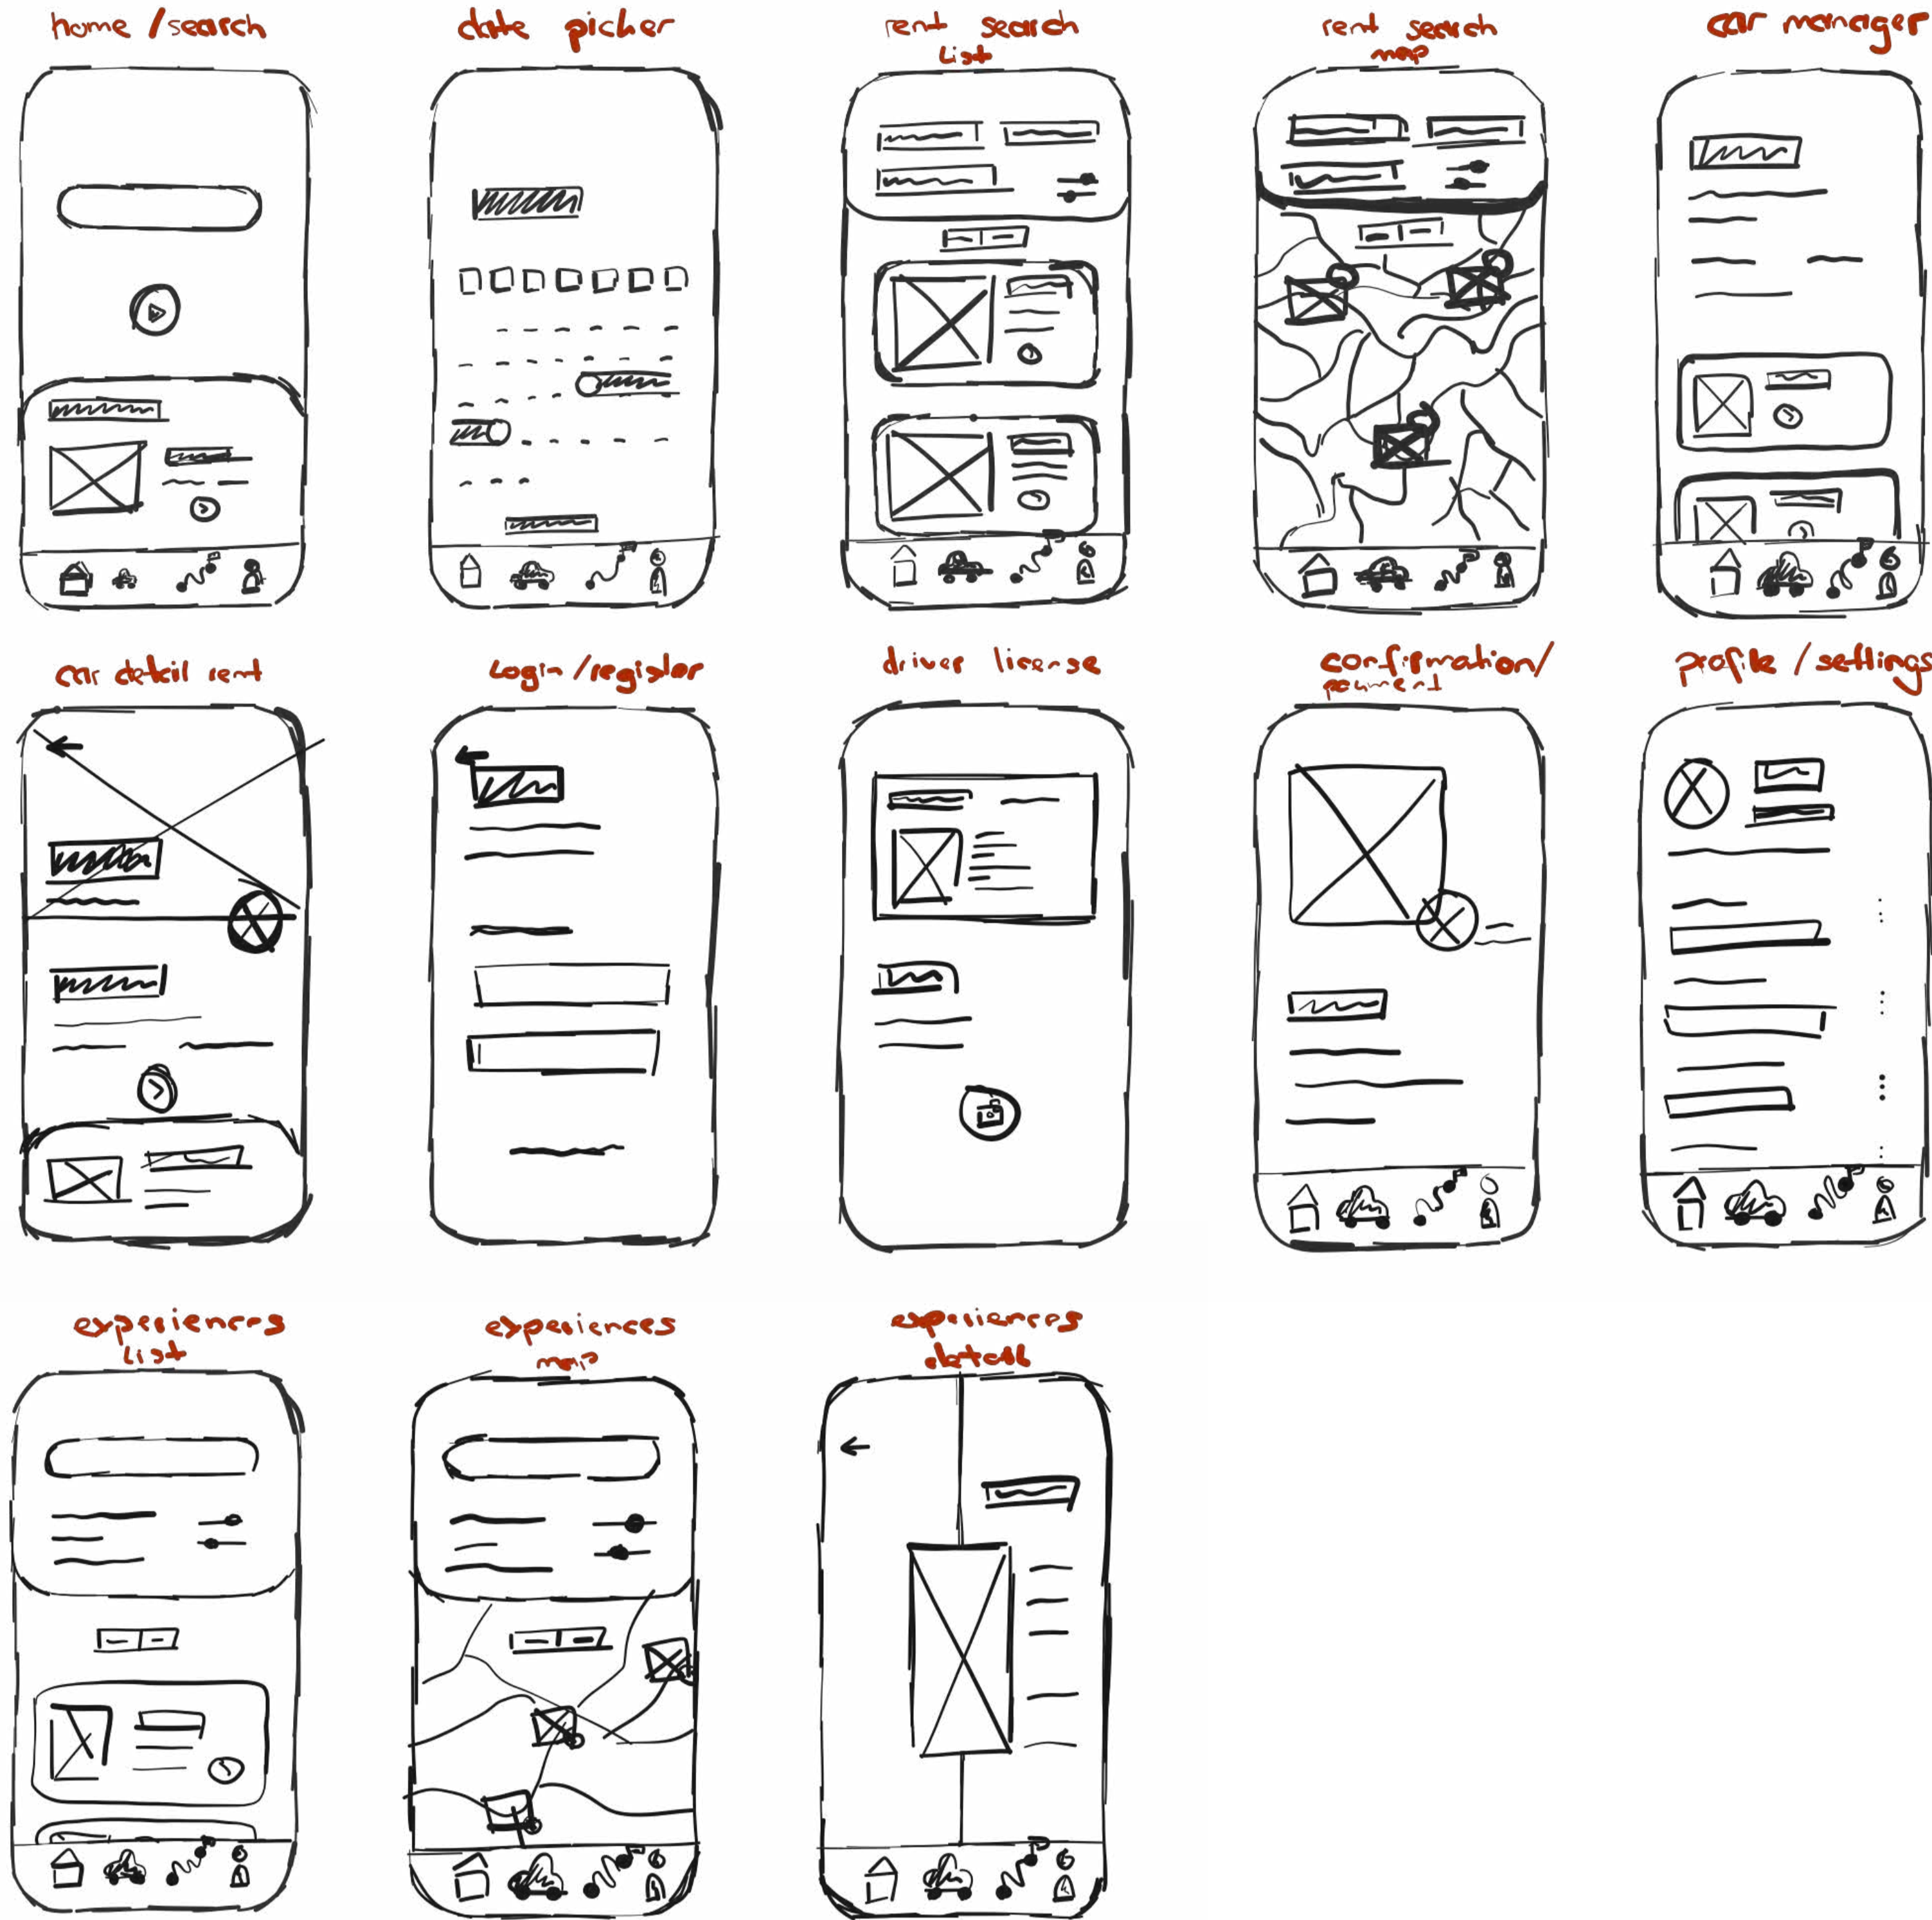 home / search
date picker
rent search
list
rent search
map
car manager
car detail rent
login / register
driver license
confirmation /
payment
profile / settings
experiences
list
experiences
map
experiences
detail